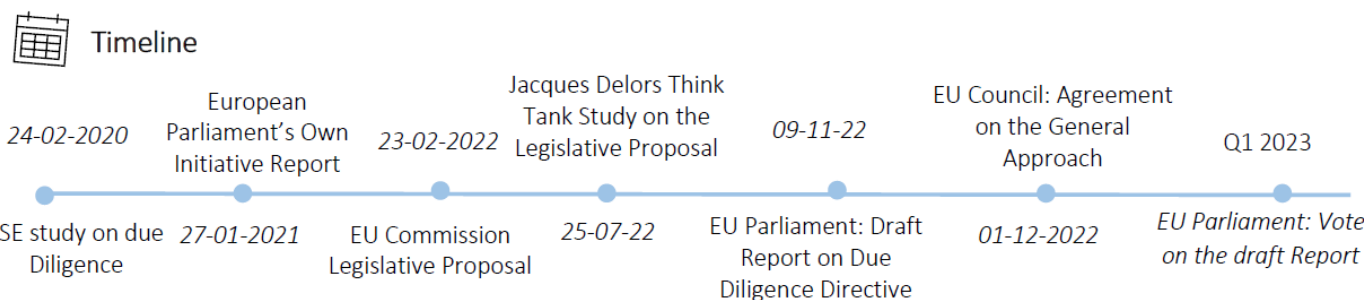 Timeline
24-02-2020
SE study on due
Diligence
European
Parliament's Own
Initiative Report
27-01-2021
23-02-2022
EU Commission
Legislative Proposal
Jacques Delors Think
Tank Study on the
Legislative Proposal
25-07-22
09-11-22
EU Parliament: Draft
Report on Due
Diligence Directive
EU Council: Agreement
on the General
Approach
01-12-2022
Q1 2023
EU Parliament: Vote
on the draft Report